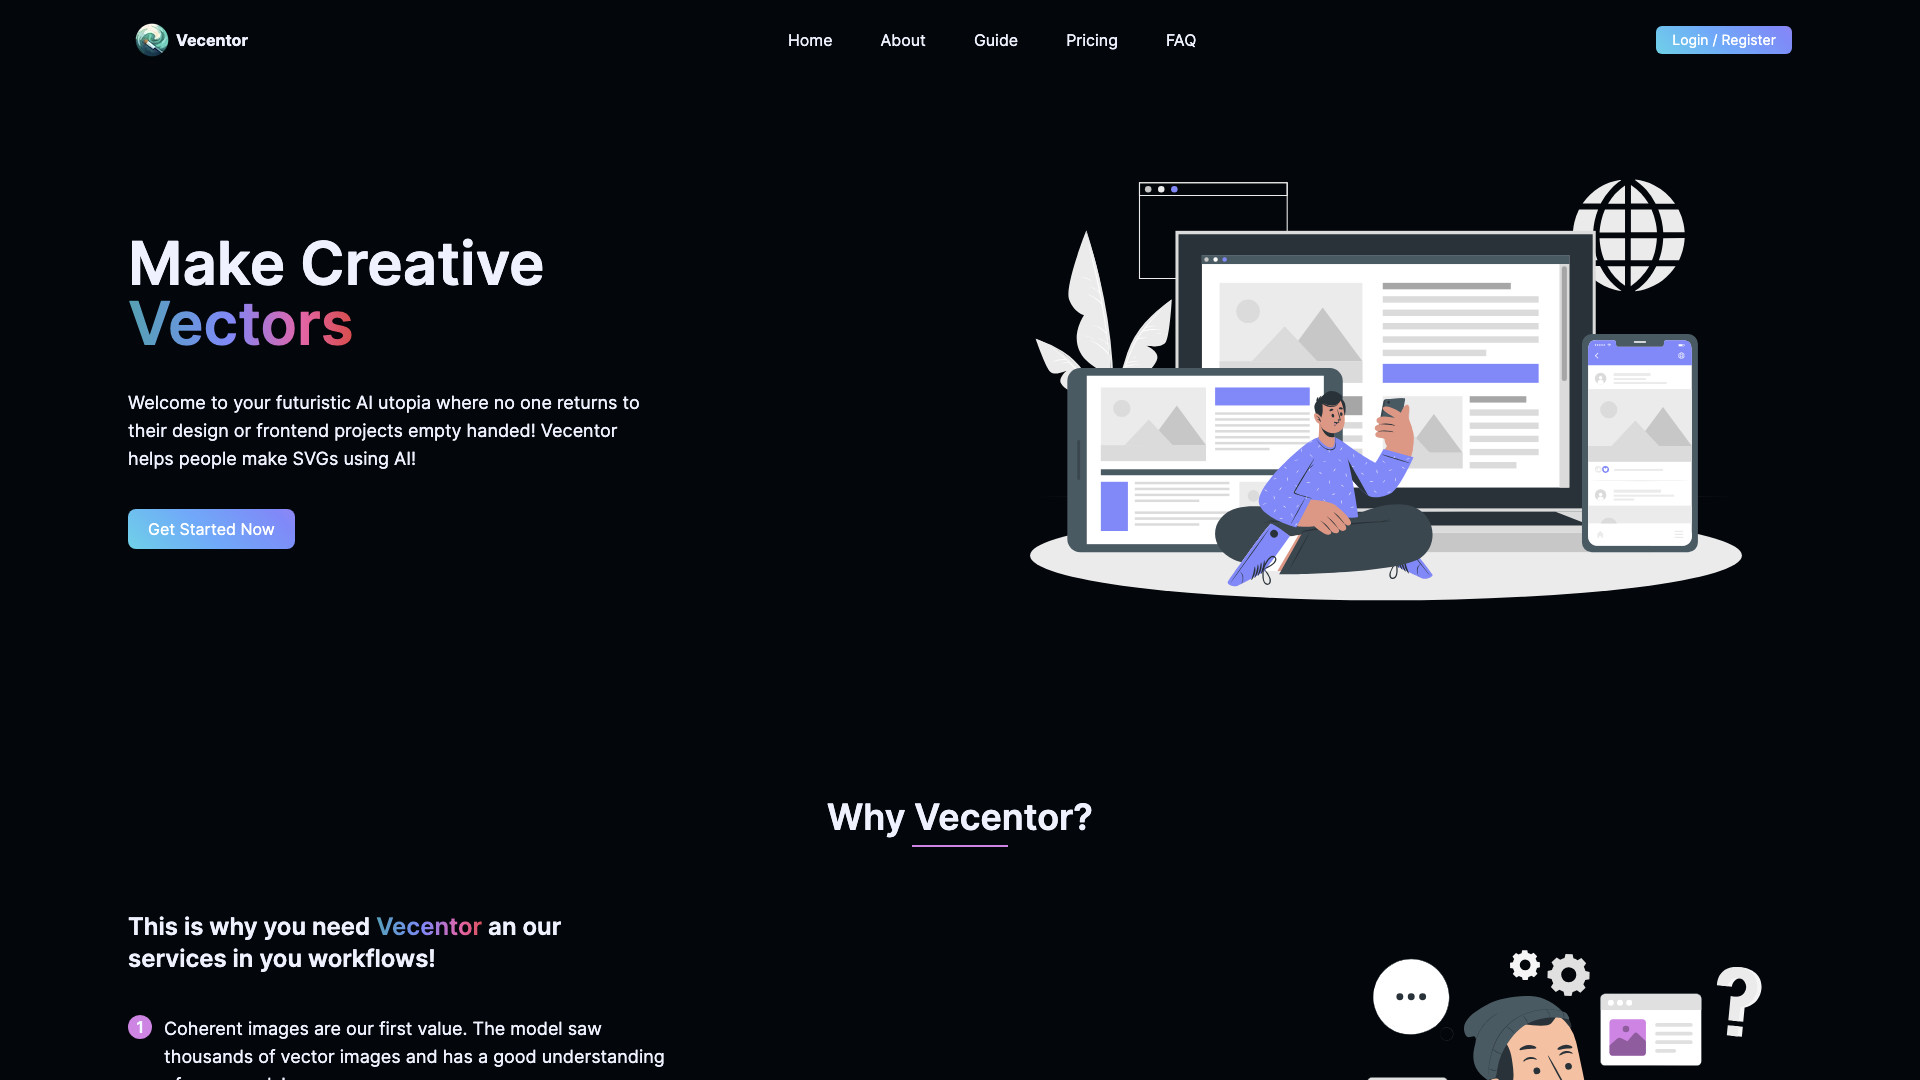 Vecentor
Home
About
Guide
Pricing
FAQ
Login / Register
Make Creative
Vectors
Welcome to your futuristic AI utopia where no one returns to
their design or frontend projects empty handed! Vecentor
helps people make SVGs using AI!
Get Started Now
Why Vecentor?
This is why you need Vecentor an our
services in you workflows!
1
Coherent images are our first value. The model saw
thousands of vector images and has a good understanding
?